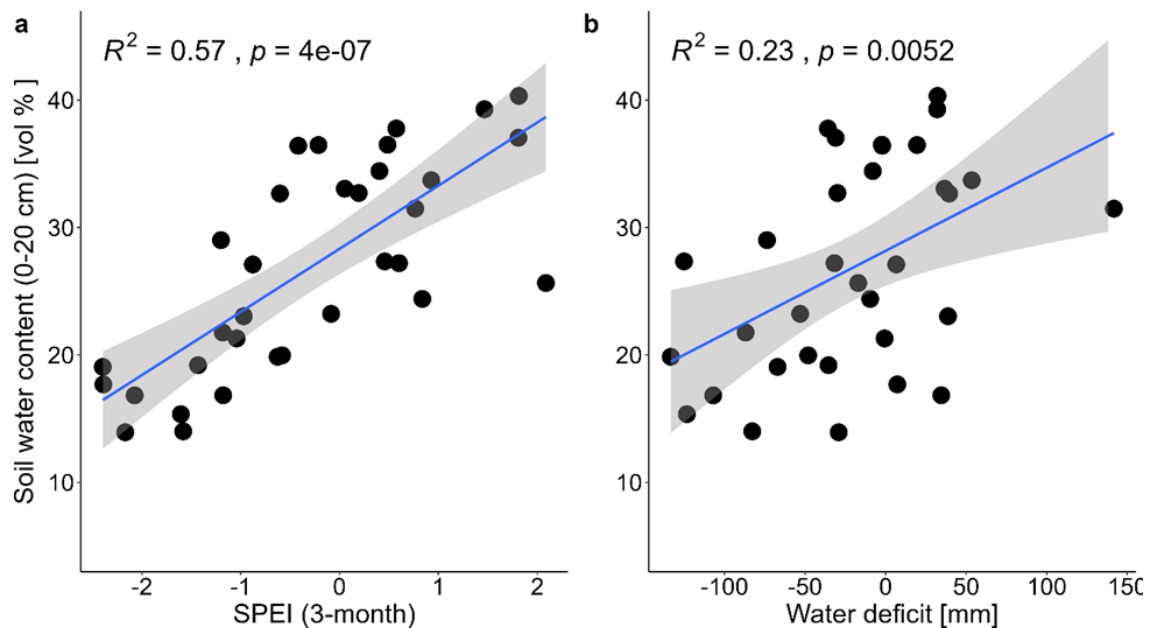 a
R² = 0.57 , p = 4e-07
Soil water content (0-20 cm) [vol % ]
40
30
20
10
-2 -1 0 1 2
SPEI (3-month)
b
R² = 0.23 , p = 0.0052
40
30
20
10
-100 -50 0 50 100 150
Water deficit [mm]